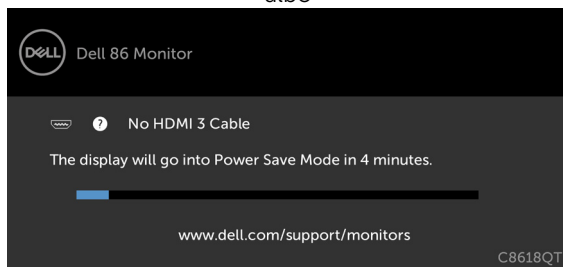 DELL
Dell 86 Monitor
? No HDMI 3 Cable
The display will go into Power Save Mode in 4 minutes.
www.dell.com/support/monitors
C8618QT